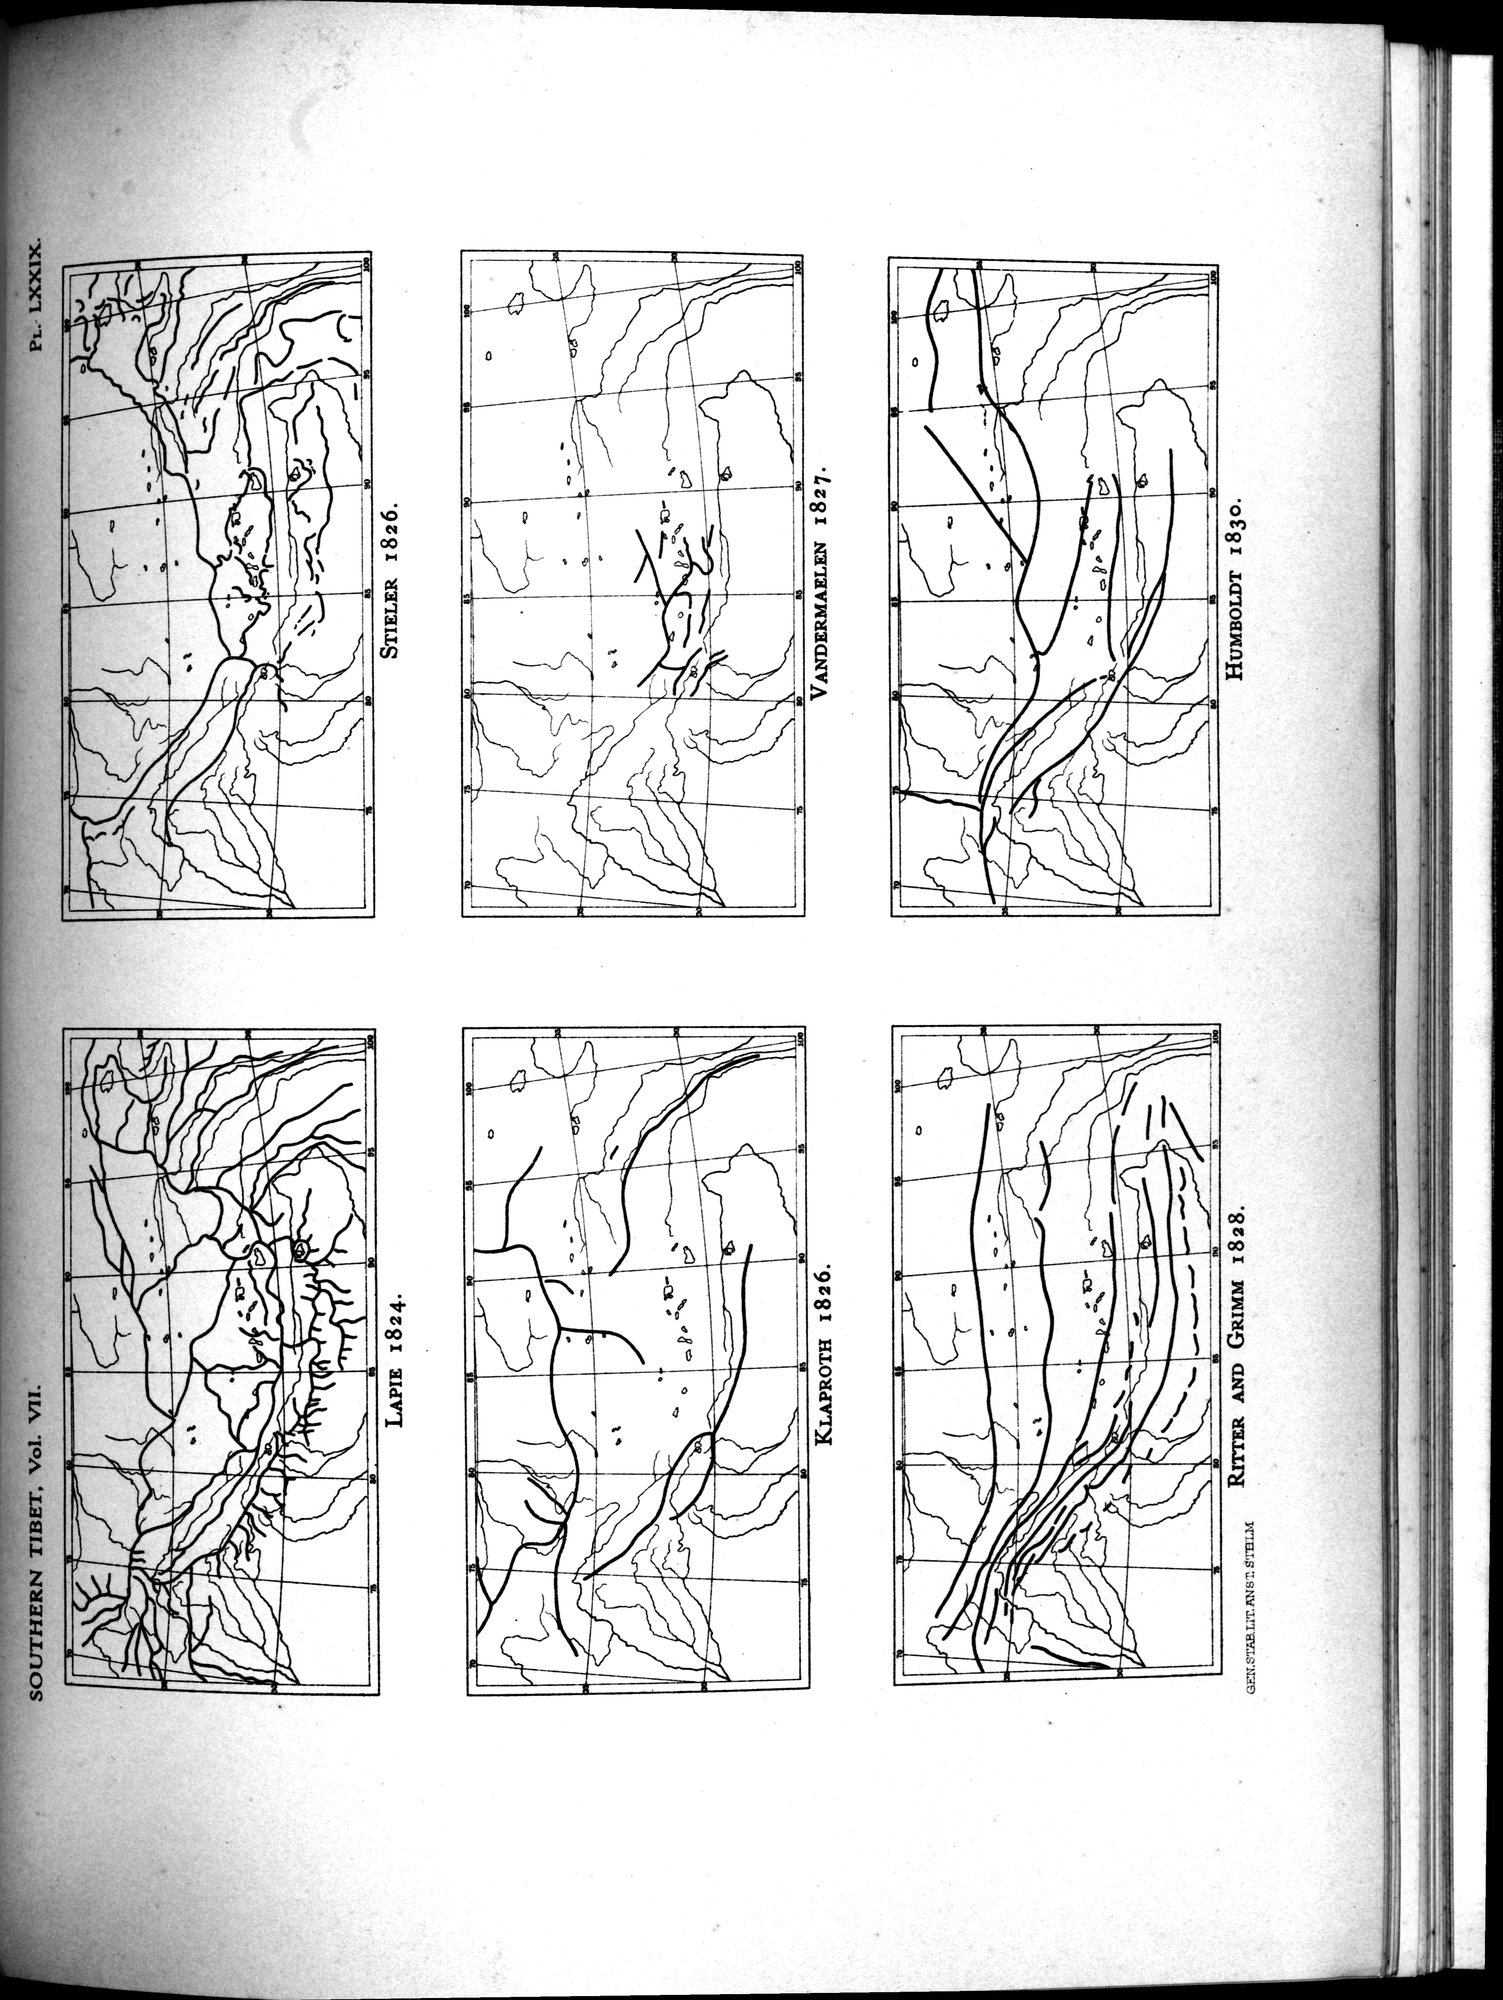 SOUTHERN TIBET, Vol. VII.
PL. LXXIX.
LAPIE 1824.
STIELER 1826.
KLAPROTH 1826.
VANDERMAELEN 1827.
RITTER AND GRIMM 1828.
HUMBOLDT 1830.
GEN. STAB. LIT. ANST. STHLM